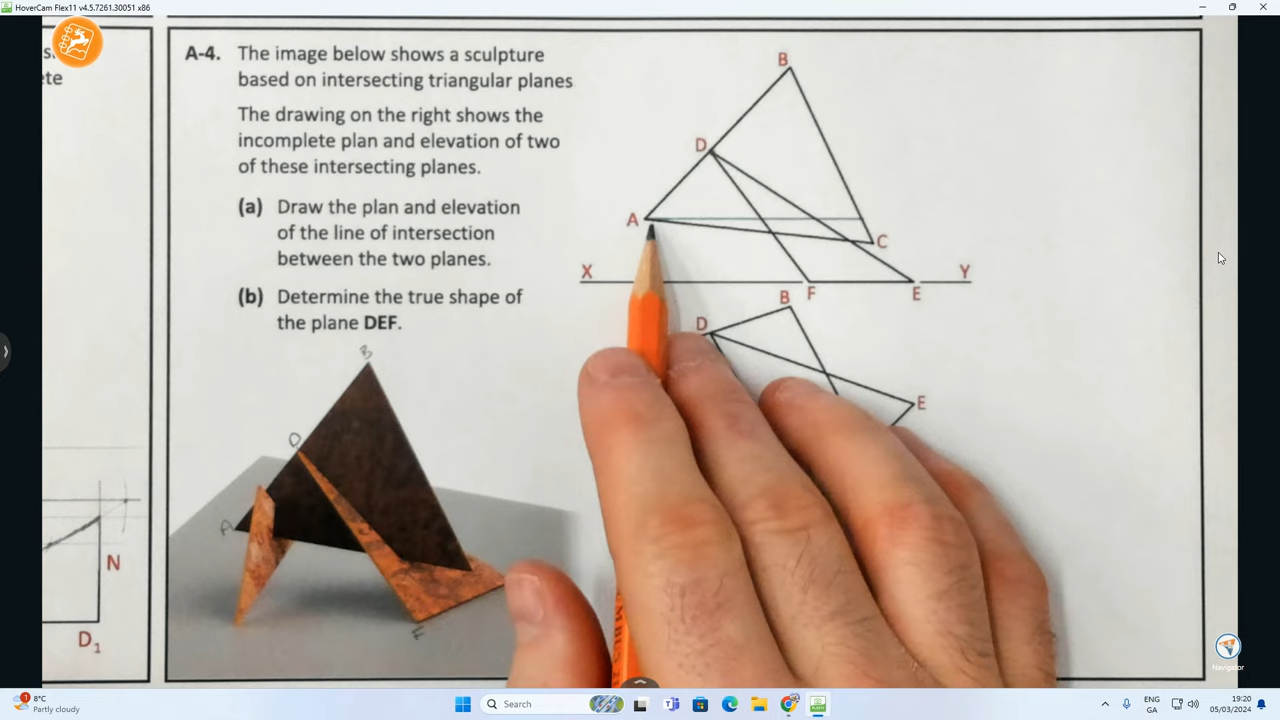 HoverCam Flex11 v4.5.7261.30051 x86
te
A-4. The image below shows a sculpture
based on intersecting triangular planes
The drawing on the right shows the
incomplete plan and elevation of two
of these intersecting planes.
(a) Draw the plan and elevation
of the line of intersection
between the two planes.
(b) Determine the true shape of
the plane DEF.
B
D
A
C
X
Y
F
E
B
D
E
B
D
A
F
N
D1
Navigator
1
8°C
Partly cloudy
Search
ENG
GA
19:20
05/03/2024